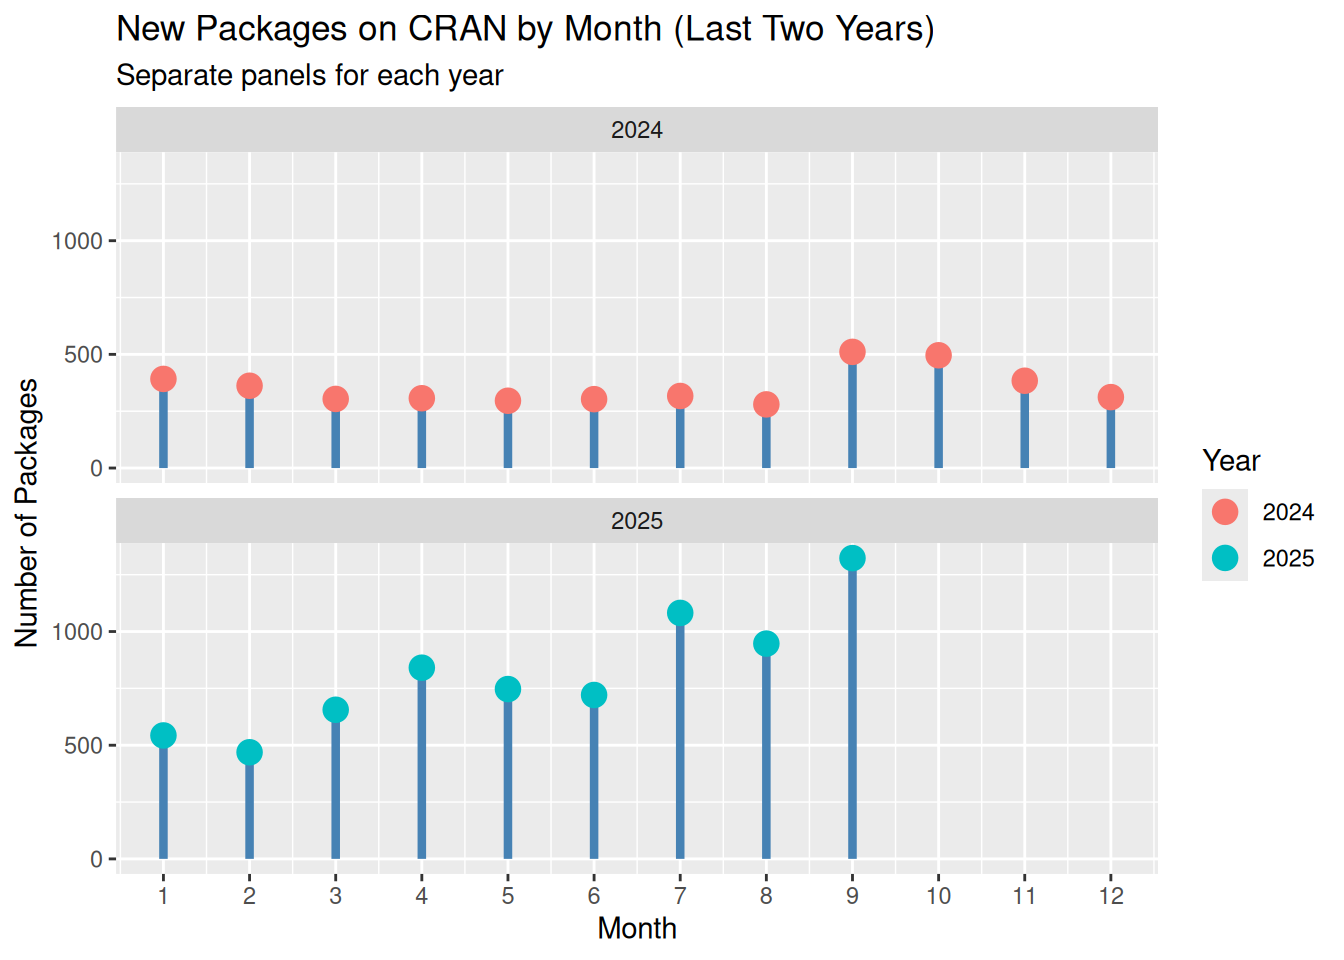 New Packages on CRAN by Month (Last Two Years)
Separate panels for each year
2024
1000
500
0
2025
1000
500
0
1 2 3 4 5 6 7 8 9 10 11 12
Month
Number of Packages
Year
2024
2025